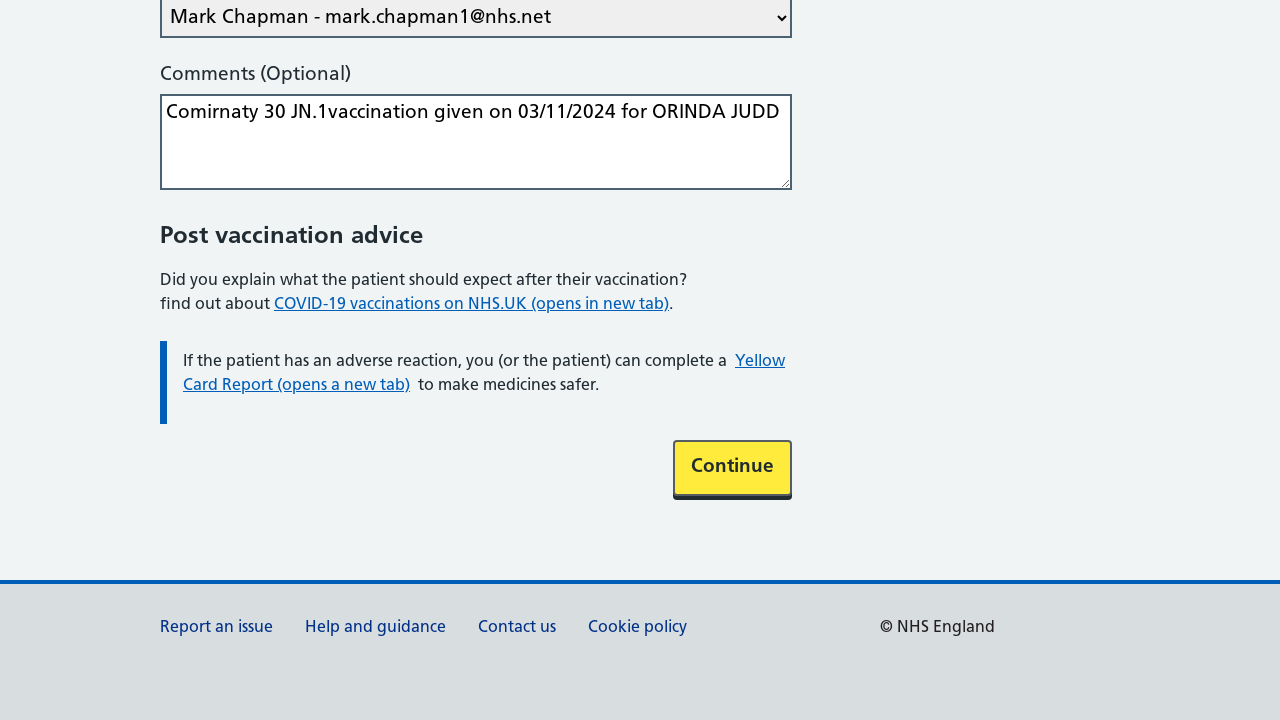 Mark Chapman - mark.chapman1@nhs.net
Comments (Optional)
Comirnaty 30 JN.1vaccination given on 03/11/2024 for ORINDA JUDD
Post vaccination advice
Did you explain what the patient should expect after their vaccination?
find out about COVID-19 vaccinations on NHS.UK (opens in new tab).
If the patient has an adverse reaction, you (or the patient) can complete a Yellow
Card Report (opens a new tab) to make medicines safer.
Continue
Report an issue Help and guidance Contact us Cookie policy © NHS England